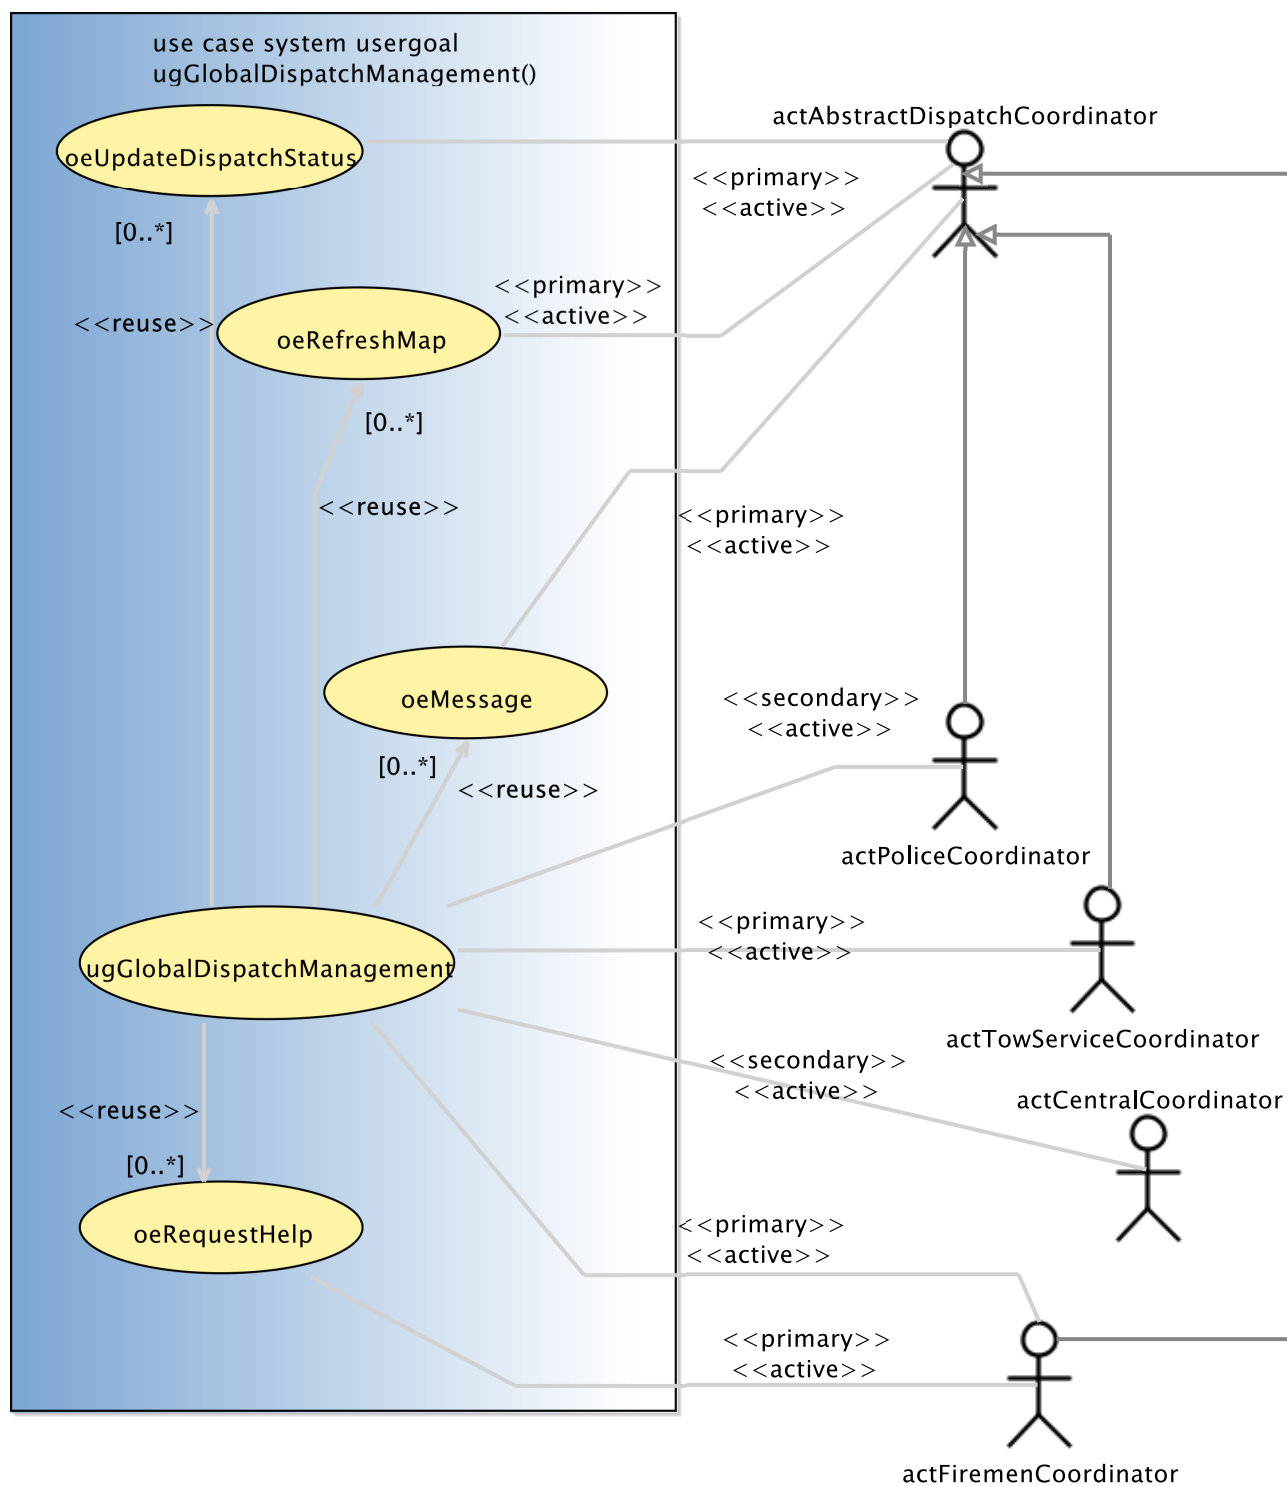 use case system usergoal
ugGlobalDispatchManagement()
actAbstractDispatchCoordinator
oeUpdateDispatchStatus
<<primary>>
<<active>>
[0..*]
<<primary>>
<<active>>
<<reuse>>
oeRefreshMap
[0..*]
<<reuse>>
<<primary>>
<<active>>
oeMessage
<<secondary>>
<<active>>
[0..*]
<<reuse>>
actPoliceCoordinator
<<primary>>
<<active>>
ugGlobalDispatchManagement
actTowServiceCoordinator
<<secondary>>
<<active>>
actCentralCoordinator
<<reuse>>
[0..*]
oeRequestHelp
<<primary>>
<<active>>
<<primary>>
<<active>>
actFiremenCoordinator